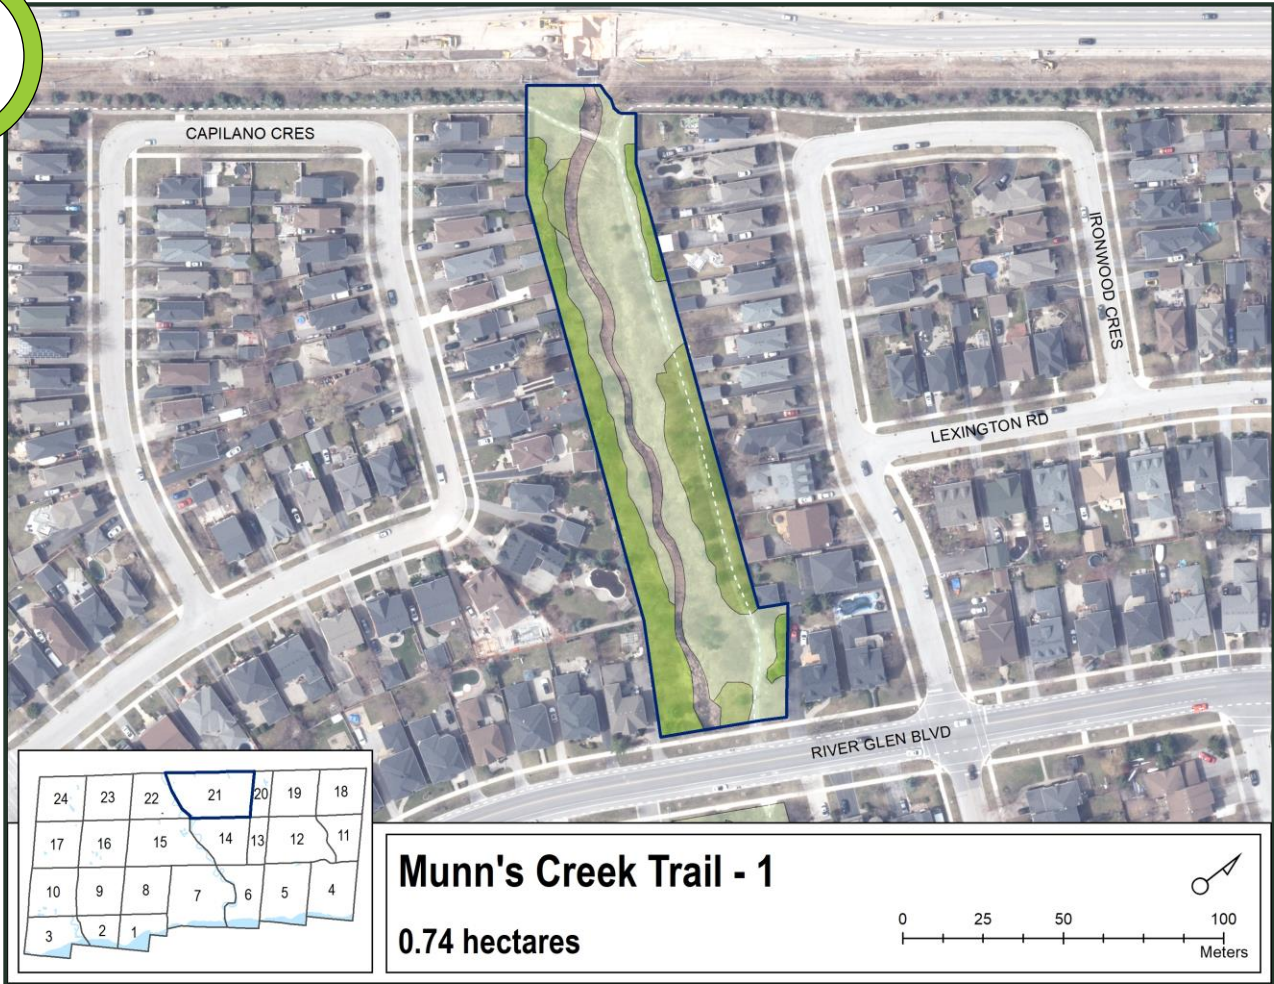 CAPILANO CRES
IRONWOOD CRES
LEXINGTON RD
RIVER GLEN BLVD
24 23 22 21 20 19 18
17 16 15 14 13 12 11
10 9 8 7 6 5 4
3 2 1
Munn's Creek Trail - 1
0.74 hectares
0 25 50 100
Meters